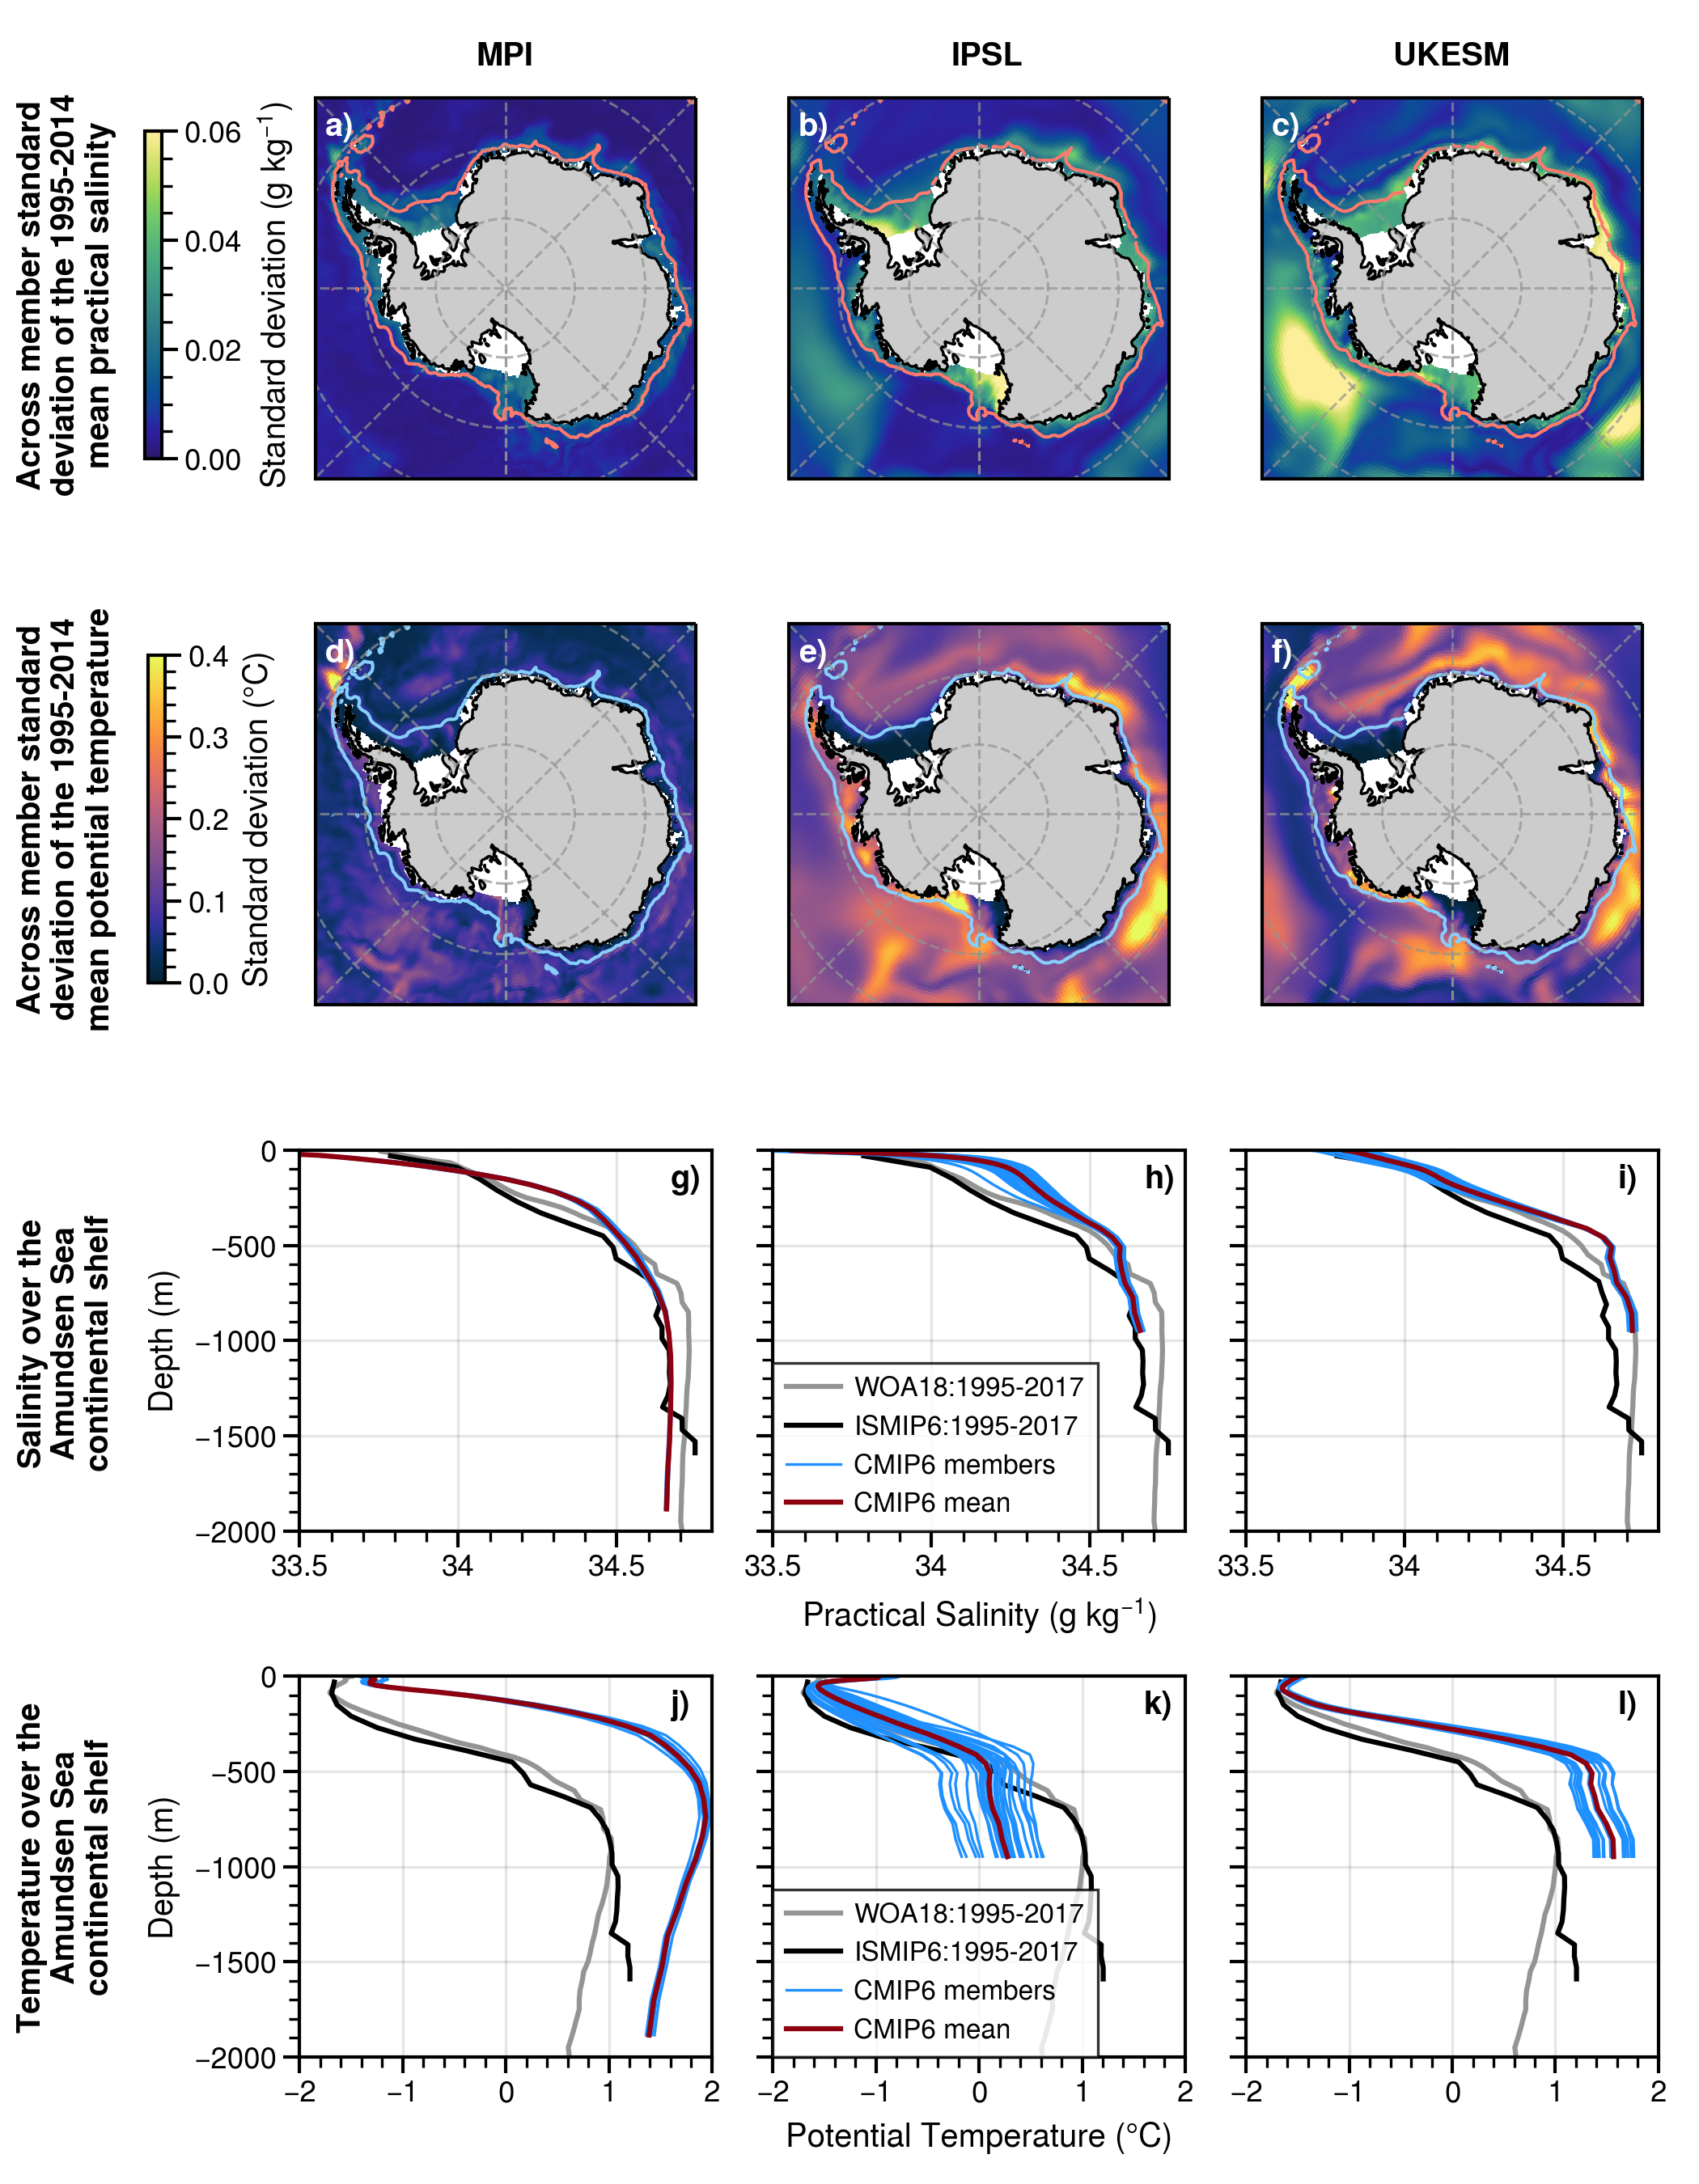 MPI IPSL UKESM
Across member standard
deviation of the 1995-2014
mean practical salinity
0.06
0.04
0.02
0.00
Standard deviation (g kg⁻¹)
a) b) c)
Across member standard
deviation of the 1995-2014
mean potential temperature
0.4
0.3
0.2
0.1
0.0
Standard deviation (°C)
d) e) f)
Salinity over the
Amundsen Sea
continental shelf
Depth (m)
0
−500
−1000
−1500
−2000
g) h) i)
WOA18:1995-2017
ISMIP6:1995-2017
CMIP6 members
CMIP6 mean
33.5 34 34.5 33.5 34 34.5 33.5 34 34.5
Practical Salinity (g kg⁻¹)
Temperature over the
Amundsen Sea
continental shelf
Depth (m)
0
−500
−1000
−1500
−2000
j) k) l)
WOA18:1995-2017
ISMIP6:1995-2017
CMIP6 members
CMIP6 mean
−2 −1 0 1 2 −2 −1 0 1 2 −2 −1 0 1 2
Potential Temperature (°C)